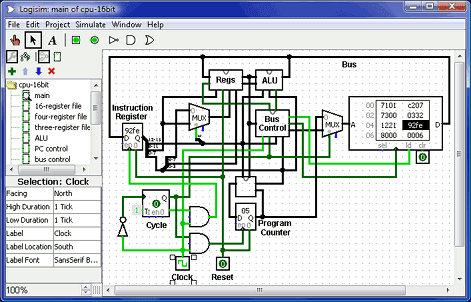 Logisim: main of cpu-16bit
File Edit Project Simulate Window Help
cpu-16bit
main
16-register file
four-register file
three-register file
ALU
PC control
bus control
Selection: Clock
Facing North
High Duration 1 Tick
Low Duration 1 Tick
Label Clock
Label Location South
Label Font SansSerif B...
100%
Bus
Regs
ALU
Instruction
Register
92fe
D Q
MUX
Bus
Control
MUX
A
D
00 7101 c207
02 7300 0332
04 1221 92fe
06 8000 0006
sel ld clr
0
D Q
0
1
Cycle
05
D Q
Program
Counter
Clock
0
Reset